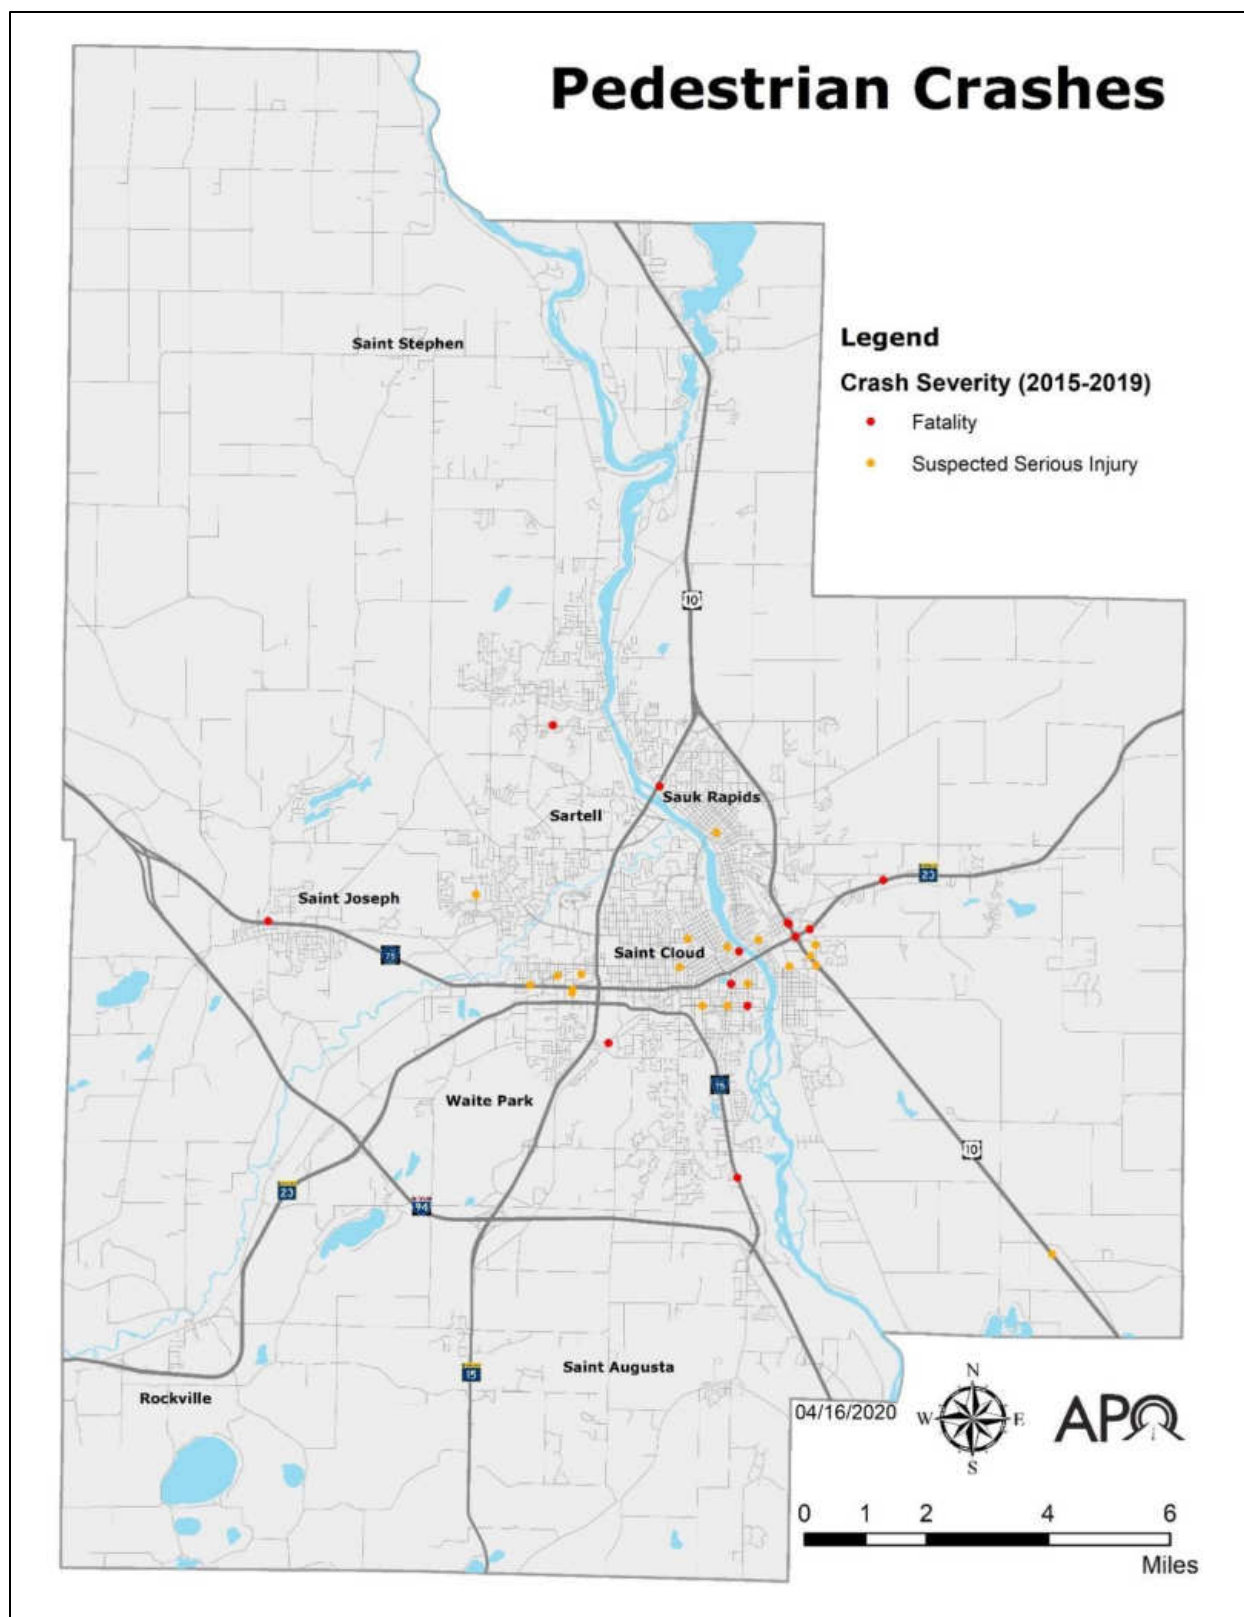 Pedestrian Crashes
Saint Stephen
Legend
Crash Severity (2015-2019)
Fatality
Suspected Serious Injury
10
Sauk Rapids
Sartell
23
Saint Joseph
75
Saint Cloud
75
Waite Park
10
23
94
15
Saint Augusta
Rockville
04/16/2020
N
W
E
S
APO
0 1 2 4 6
Miles